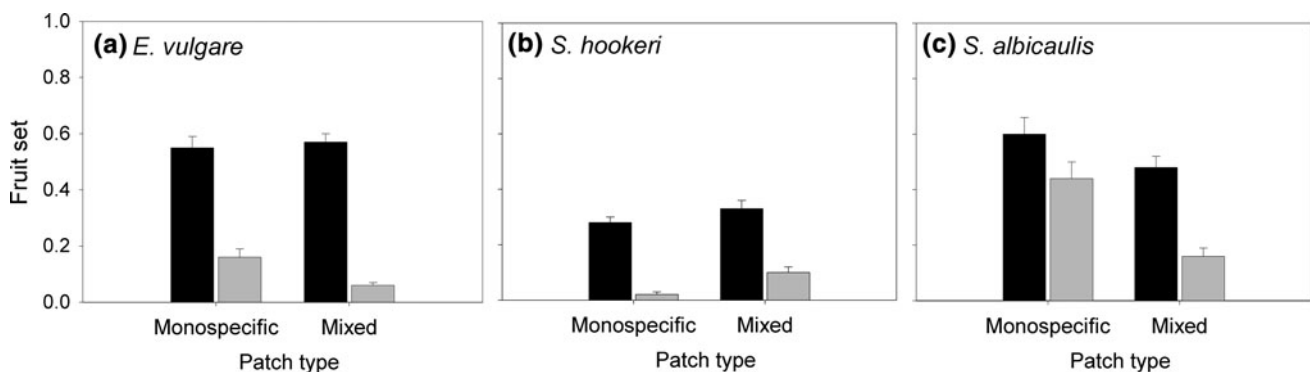 (a) E. vulgare
(b) S. hookeri
(c) S. albicaulis
Fruit set
1.0
0.8
0.6
0.4
0.2
0.0
Monospecific Mixed
Patch type
Monospecific Mixed
Patch type
Monospecific Mixed
Patch type